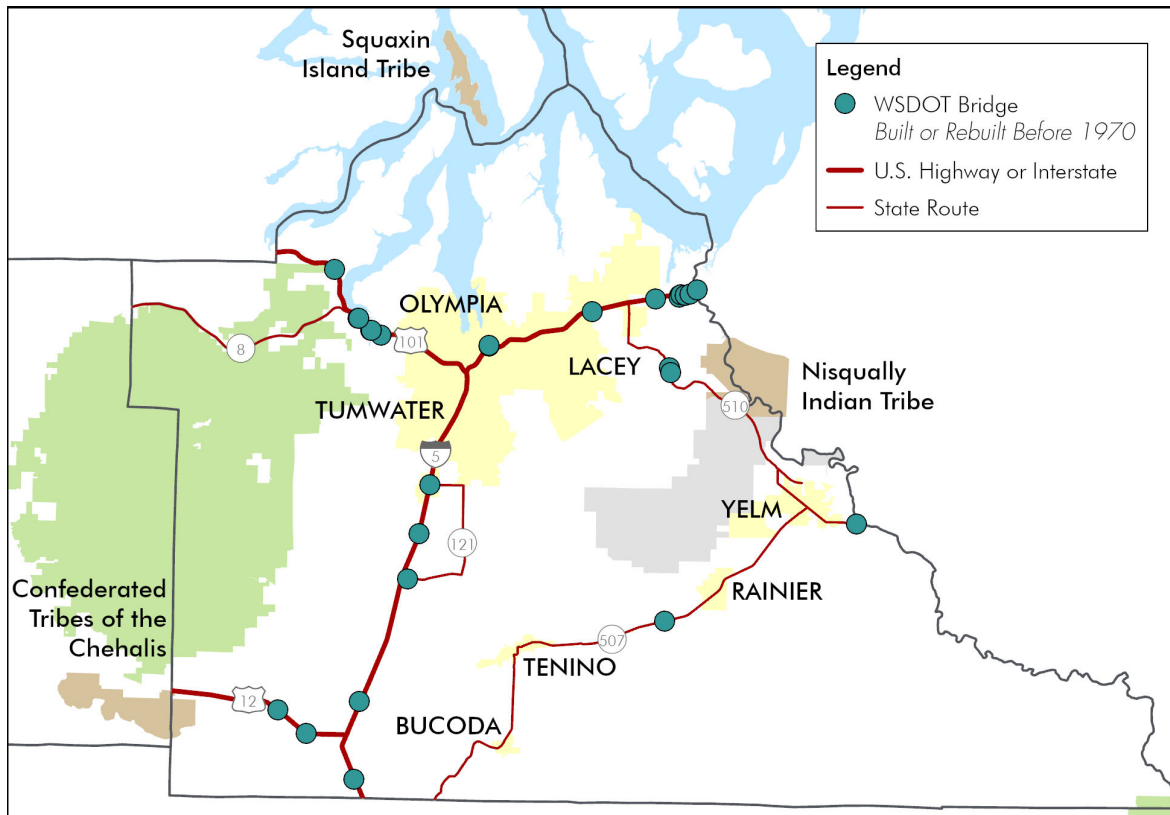 Squaxin
Island Tribe
Legend
WSDOT Bridge
Built or Rebuilt Before 1970
U.S. Highway or Interstate
State Route
OLYMPIA
8
101
LACEY
Nisqually
Indian Tribe
TUMWATER
510
5
YELM
121
Confederated
Tribes of the
Chehalis
RAINIER
507
TENINO
12
BUCODA